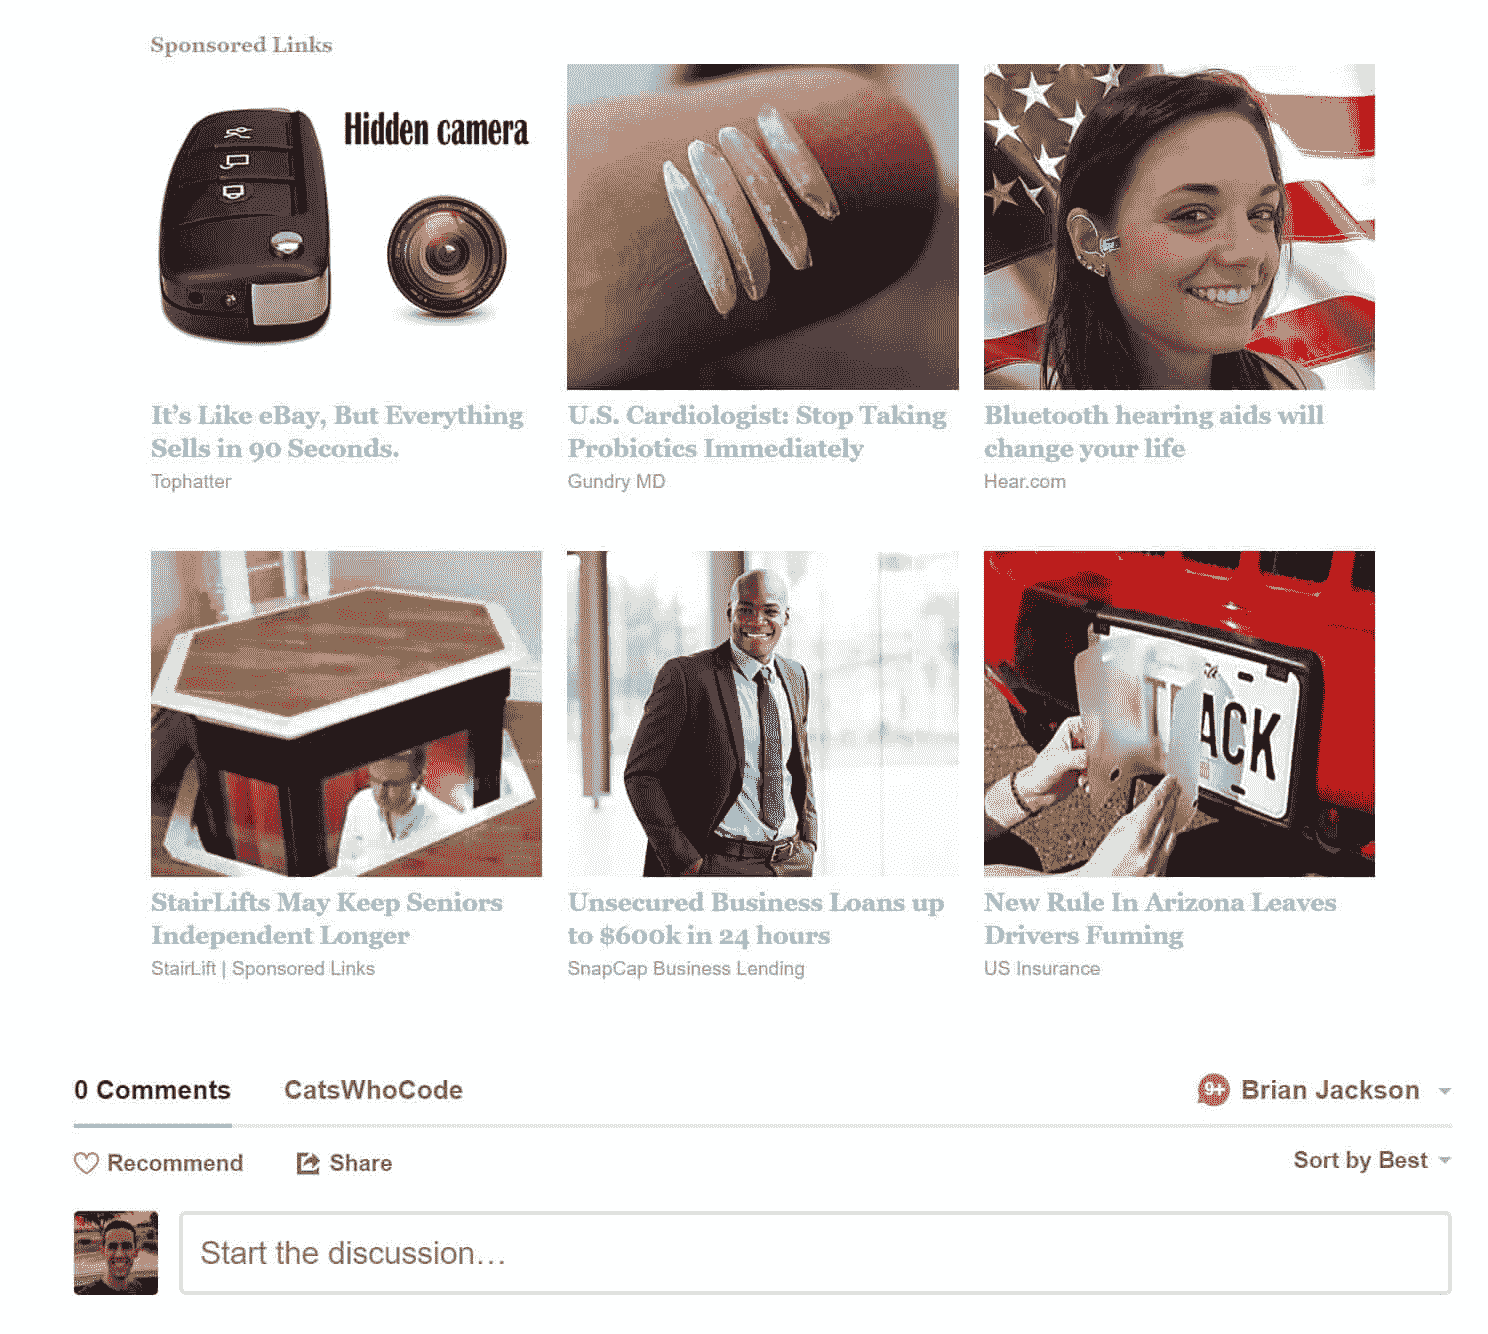 Sponsored Links
Hidden camera
It's Like eBay, But Everything
Sells in 90 Seconds.
Tophatter
U.S. Cardiologist: Stop Taking
Probiotics Immediately
Gundry MD
Bluetooth hearing aids will
change your life
Hear.com
ACK
StairLifts May Keep Seniors
Independent Longer
StairLift | Sponsored Links
Unsecured Business Loans up
to $600k in 24 hours
SnapCap Business Lending
New Rule In Arizona Leaves
Drivers Fuming
US Insurance
0 Comments
CatsWhoCode
9+
Brian Jackson
Recommend
Share
Sort by Best
Start the discussion…